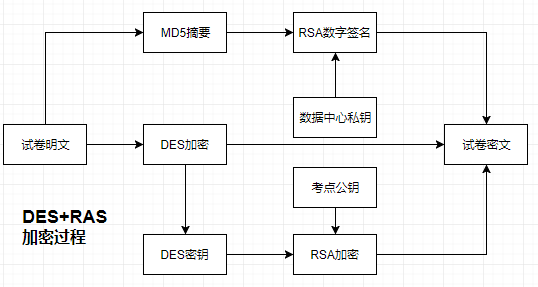 MD5摘要
RSA数字签名
数据中心私钥
试卷明文
DES加密
试卷密文
考点公钥
DES+RAS
加密过程
DES密钥
RSA加密